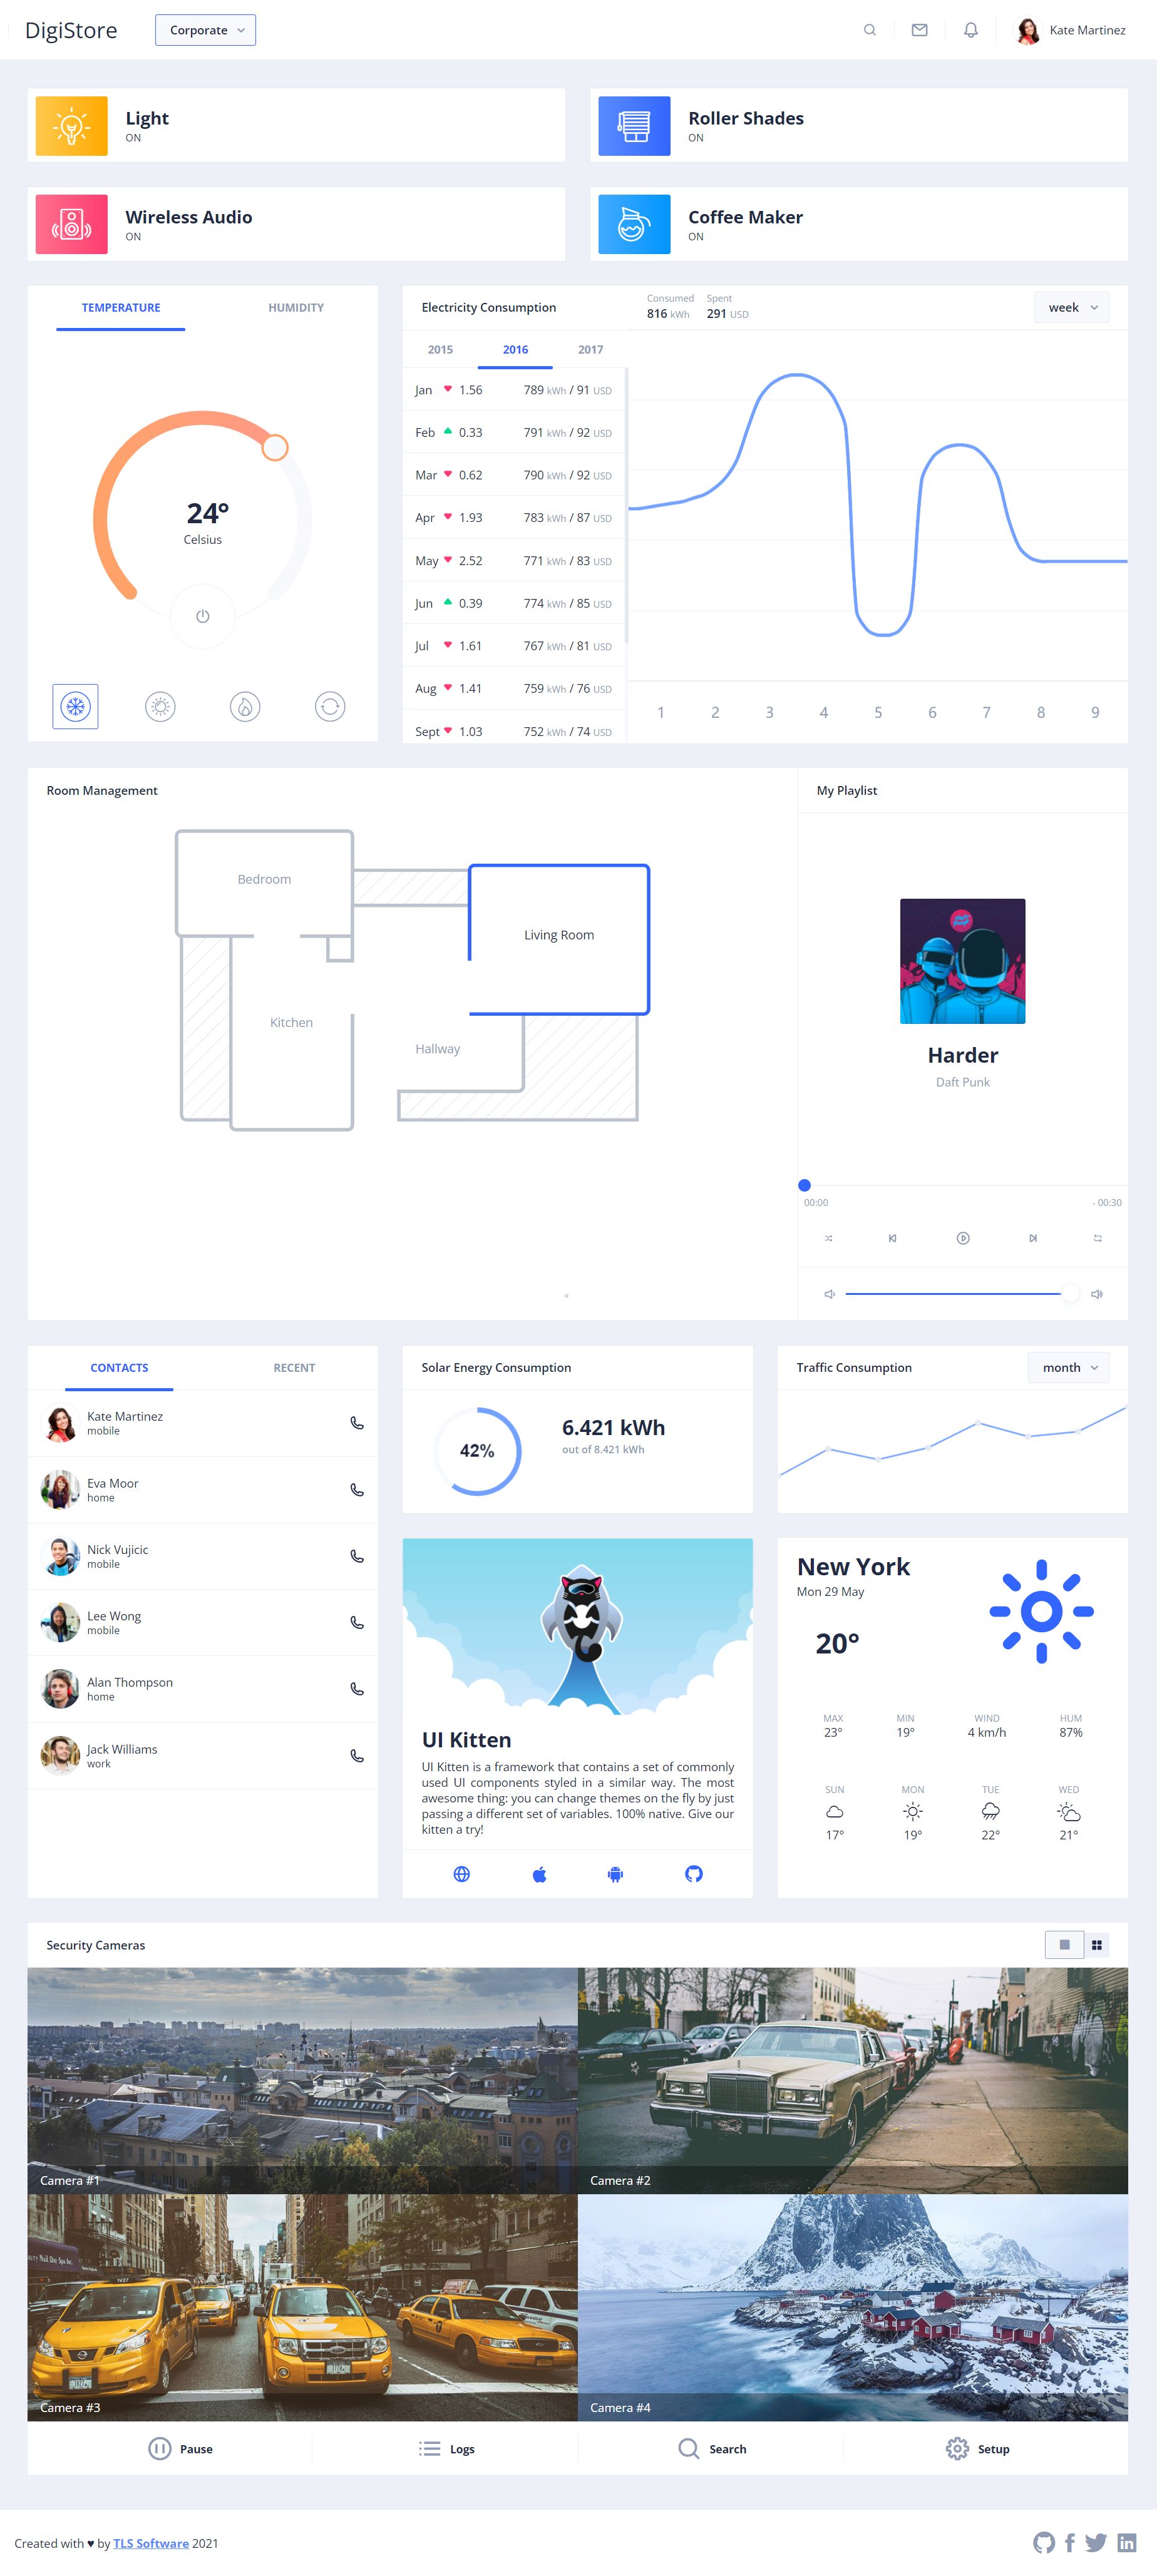 DigiStore
Corporate
Kate Martinez
Light
ON
Roller Shades
ON
Wireless Audio
ON
Coffee Maker
ON
TEMPERATURE
HUMIDITY
24°
Celsius
Electricity Consumption
Consumed
816 kWh
Spent
291 USD
week
2015
2016
2017
Jan 1.56 789 kWh / 91 USD
Feb 0.33 791 kWh / 92 USD
Mar 0.62 790 kWh / 92 USD
Apr 1.93 783 kWh / 87 USD
May 2.52 771 kWh / 83 USD
Jun 0.39 774 kWh / 85 USD
Jul 1.61 767 kWh / 81 USD
Aug 1.41 759 kWh / 76 USD
Sept 1.03 752 kWh / 74 USD
1 2 3 4 5 6 7 8 9
Room Management
Bedroom
Living Room
Kitchen
Hallway
My Playlist
Harder
Daft Punk
00:00
- 00:30
CONTACTS
RECENT
Kate Martinez
mobile
Eva Moor
home
Nick Vujicic
mobile
Lee Wong
mobile
Alan Thompson
home
Jack Williams
work
Solar Energy Consumption
42%
6.421 kWh
out of 8.421 kWh
Traffic Consumption
month
UI Kitten
UI Kitten is a framework that contains a set of commonly
used UI components styled in a similar way. The most
awesome thing: you can change themes on the fly by just
passing a different set of variables. 100% native. Give our
kitten a try!
New York
Mon 29 May
20°
MAX MIN WIND HUM
23° 19° 4 km/h 87%
SUN MON TUE WED
17° 19° 22° 21°
Security Cameras
Camera #1
Camera #2
Camera #3
Camera #4
Pause
Logs
Search
Setup
Created with ♥ by TLS Software 2021